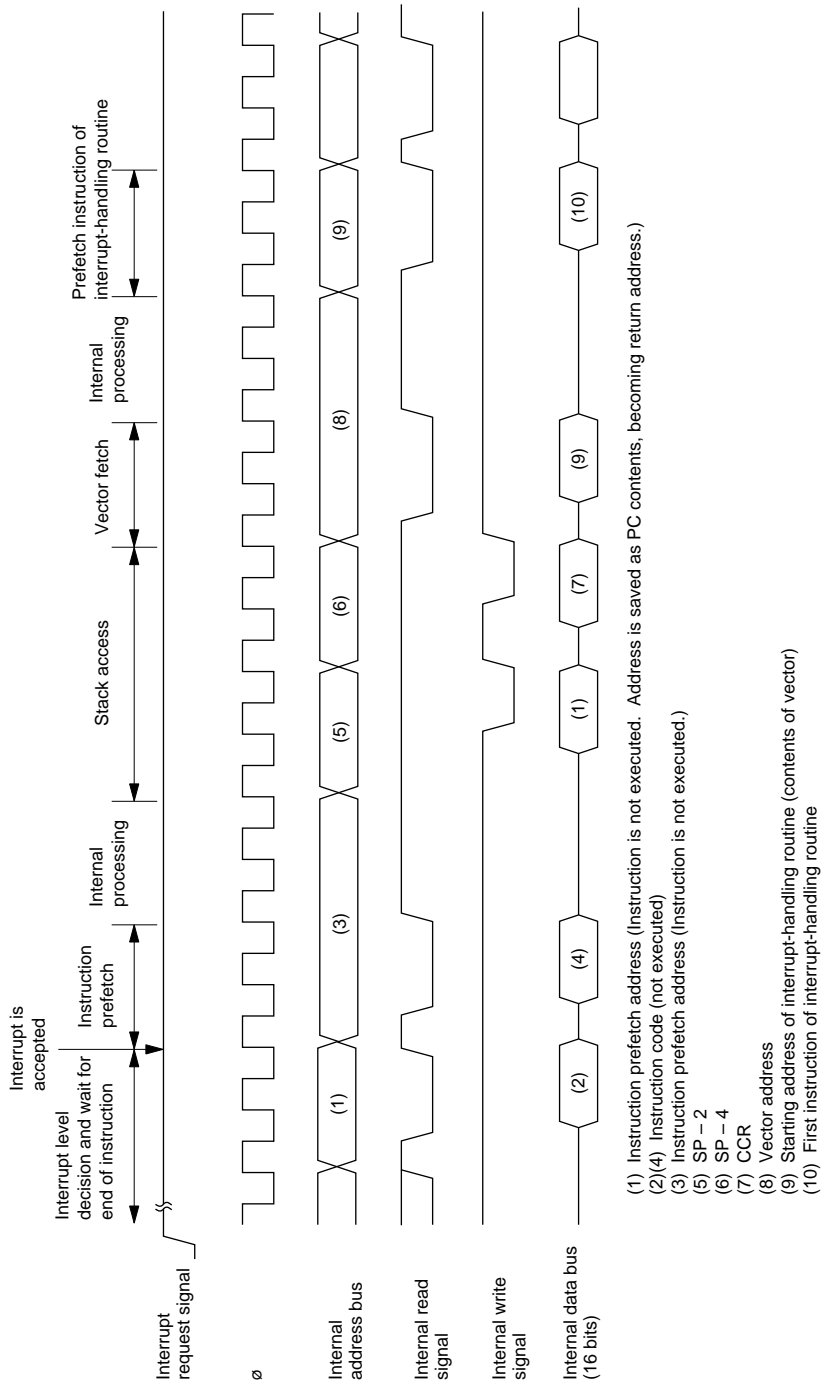 Interrupt is
accepted
Interrupt level
decision and wait for
end of instruction
Instruction
prefetch
Internal
processing
Stack access
Vector fetch
Internal
processing
Prefetch instruction of
interrupt-handling routine
Interrupt
request signal
ø
Internal
address bus
(1)
(3)
(5)
(6)
(8)
(9)
Internal read
signal
Internal write
signal
Internal data bus
(16 bits)
(2)
(4)
(1)
(7)
(9)
(10)
(1) Instruction prefetch address (Instruction is not executed. Address is saved as PC contents, becoming return address.)
(2)(4) Instruction code (not executed)
(3) Instruction prefetch address (Instruction is not executed.)
(5) SP – 2
(6) SP – 4
(7) CCR
(8) Vector address
(9) Starting address of interrupt-handling routine (contents of vector)
(10) First instruction of interrupt-handling routine